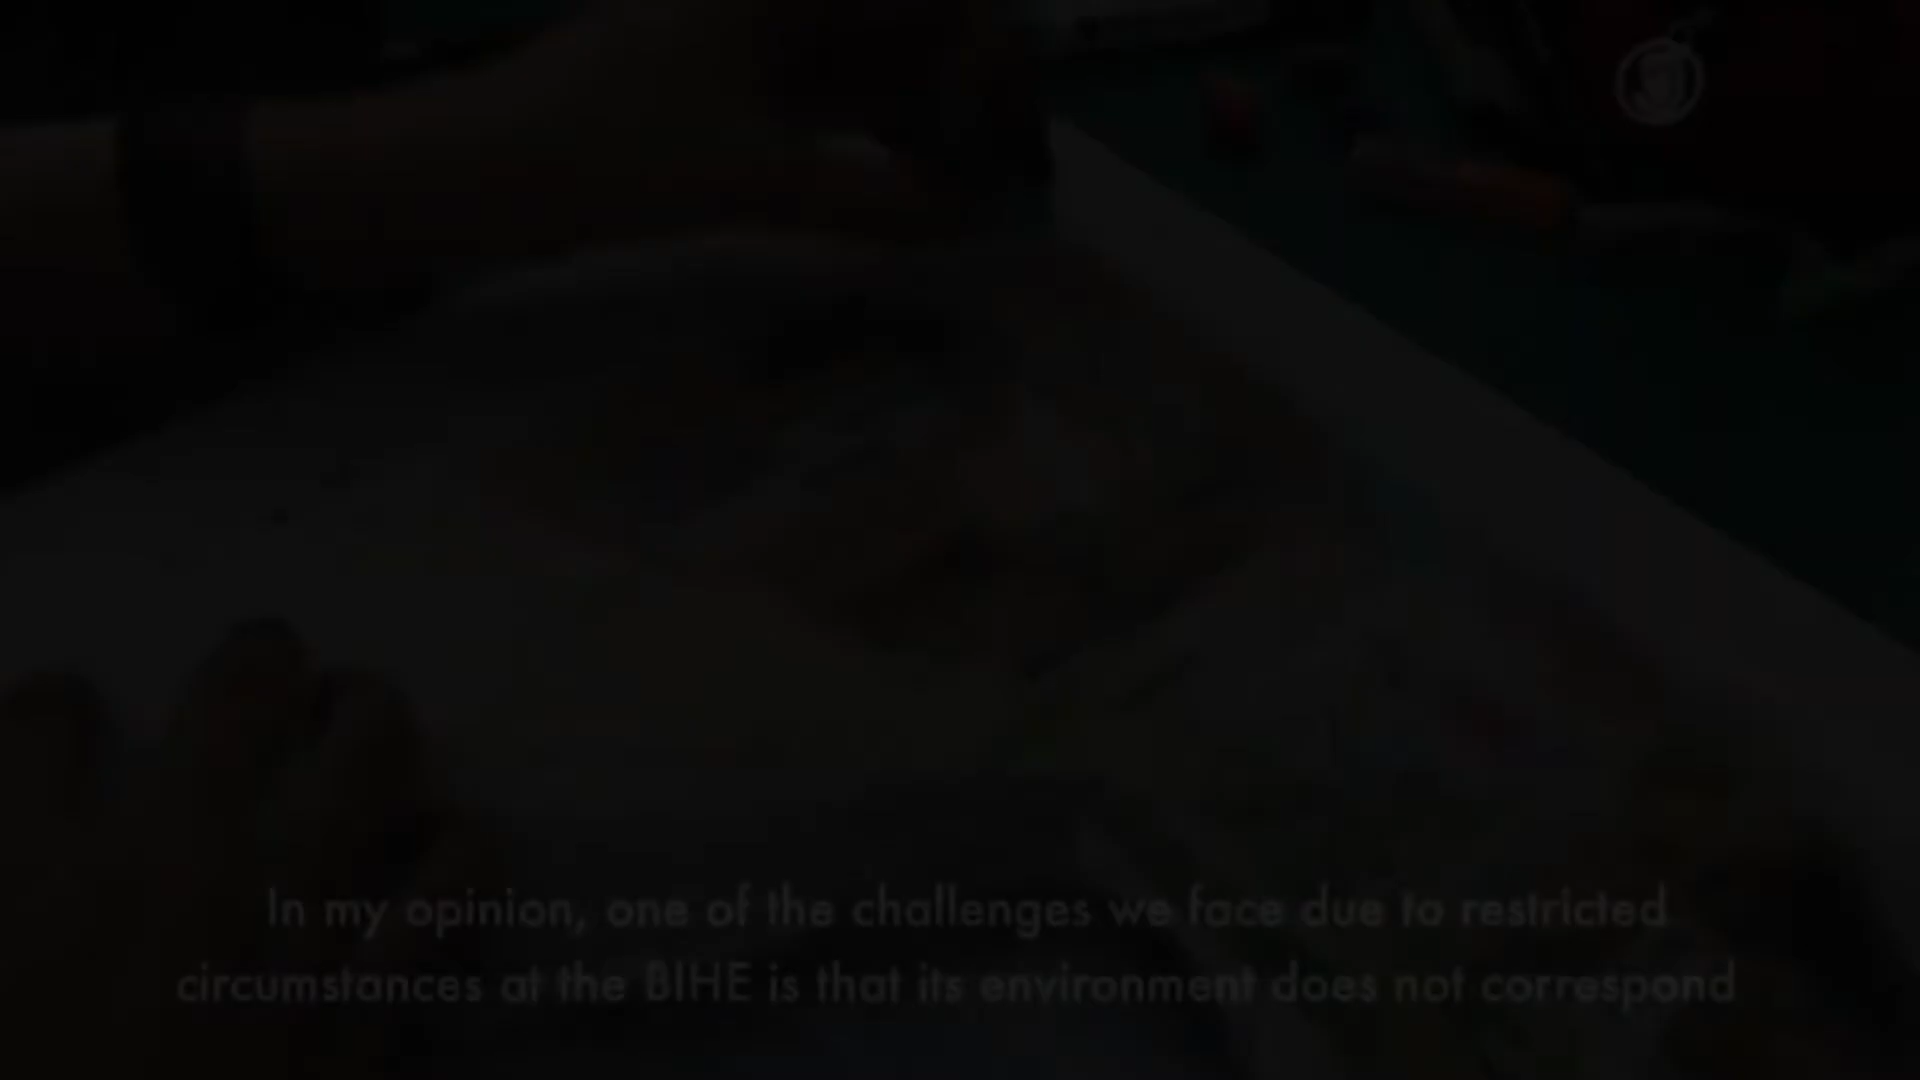 In my opinion, one of the challenges we face due to restricted
circumstances at the BIHE is that its environment does not correspond